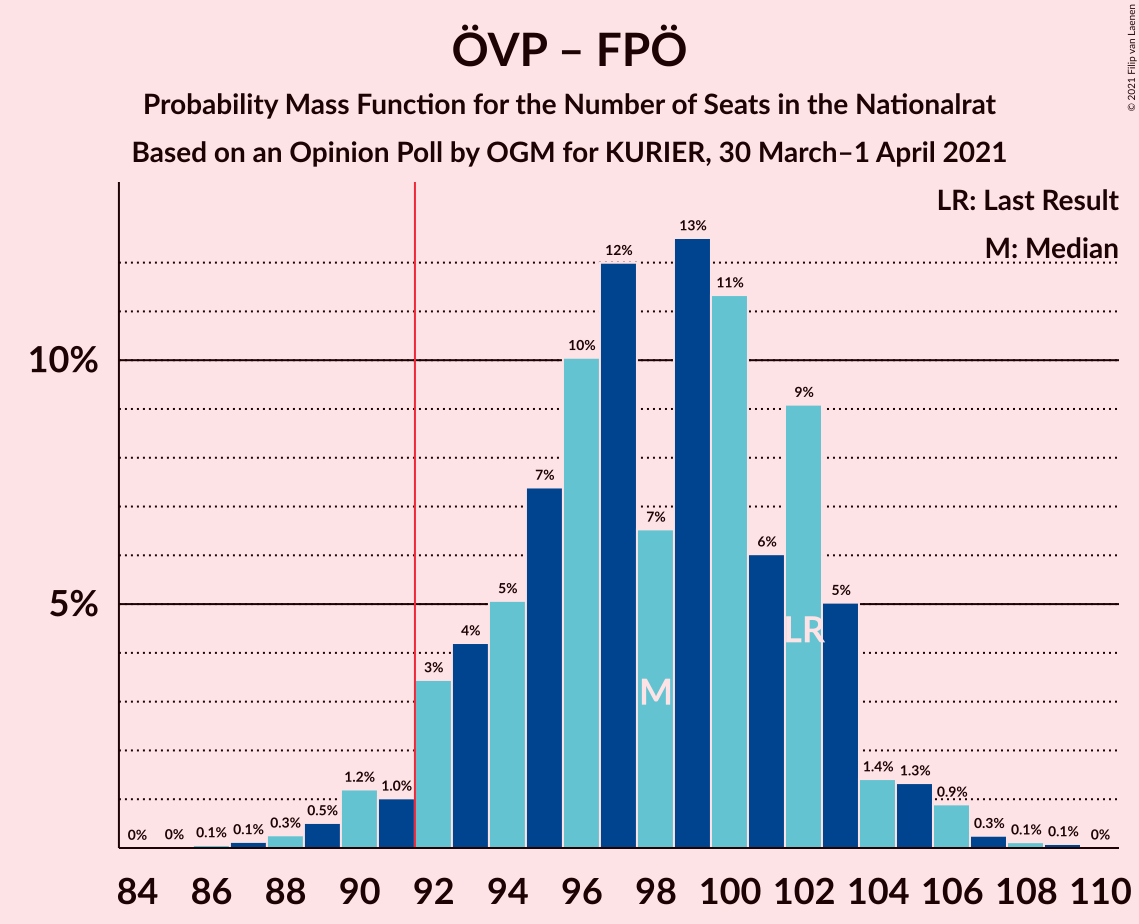 ÖVP – FPÖ
Probability Mass Function for the Number of Seats in the Nationalrat
Based on an Opinion Poll by OGM for KURIER, 30 March–1 April 2021
© 2021 Filip van Laenen
LR: Last Result
M: Median
10%
5%
0% 0% 0.1% 0.1% 0.3% 0.5% 1.2% 1.0% 3% 4% 5% 7% 10% 12% 7% 13% 11% 6% 9% 5% 1.4% 1.3% 0.9% 0.3% 0.1% 0.1% 0%
M
LR
84 86 88 90 92 94 96 98 100 102 104 106 108 110